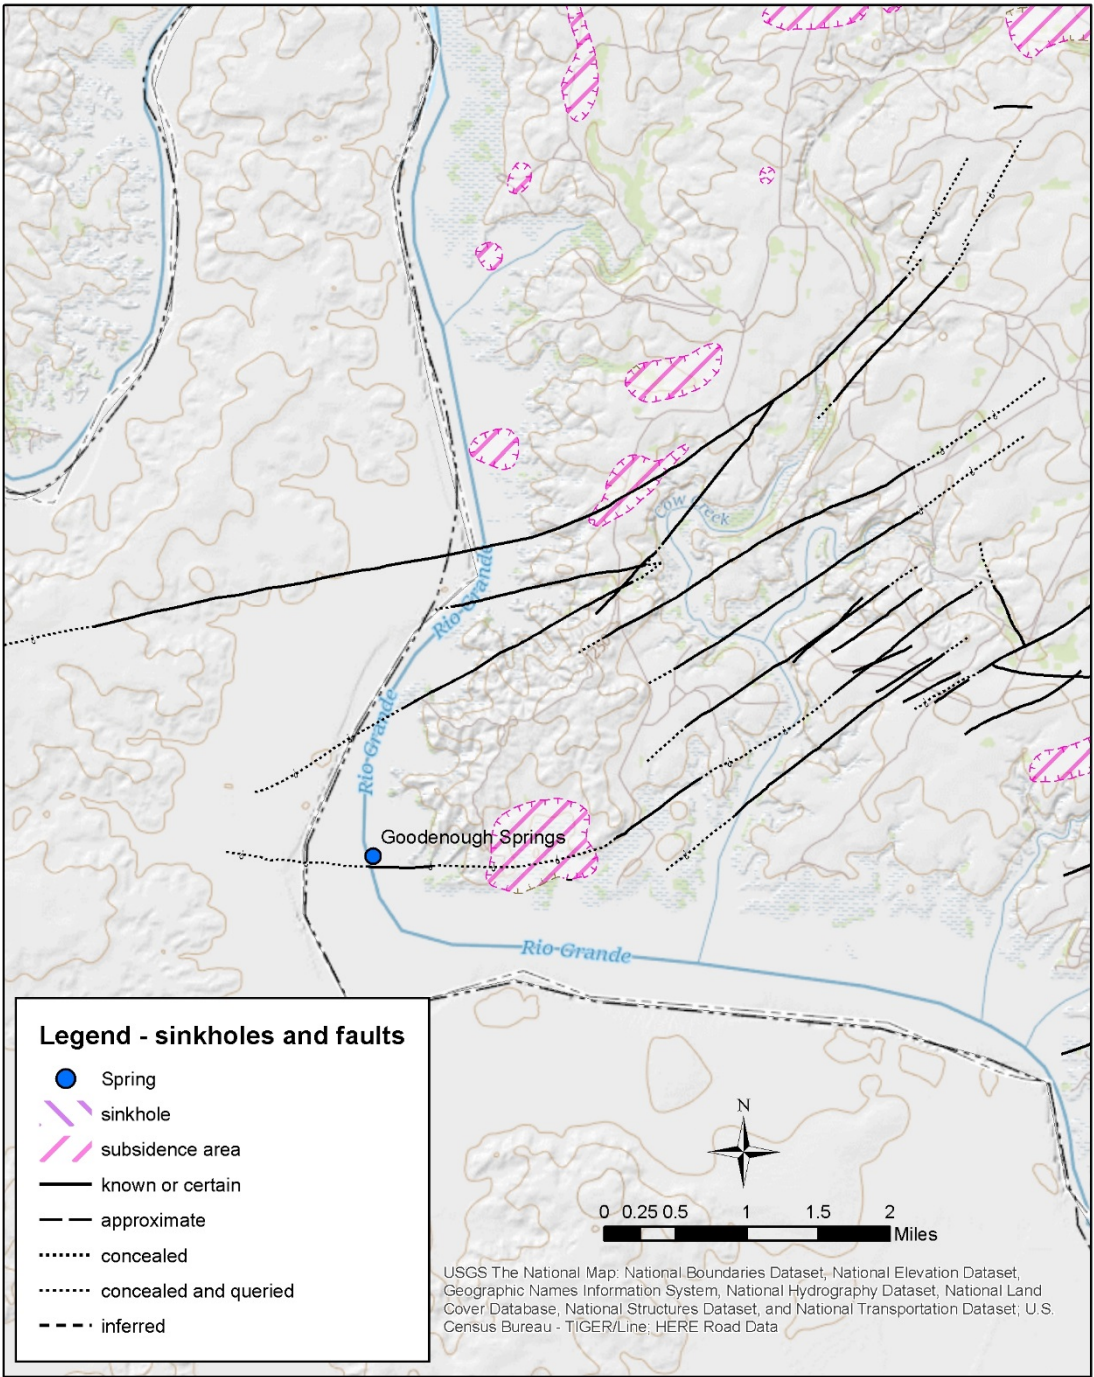 Cow Creek
Rio Grande
Rio Grande
Goodenough Springs
Rio Grande
Legend - sinkholes and faults
Spring
sinkhole
subsidence area
known or certain
approximate
concealed
concealed and queried
inferred
N
0 0.25 0.5 1 1.5 2
Miles
USGS The National Map: National Boundaries Dataset, National Elevation Dataset,
Geographic Names Information System, National Hydrography Dataset, National Land
Cover Database, National Structures Dataset, and National Transportation Dataset; U.S.
Census Bureau - TIGER/Line; HERE Road Data